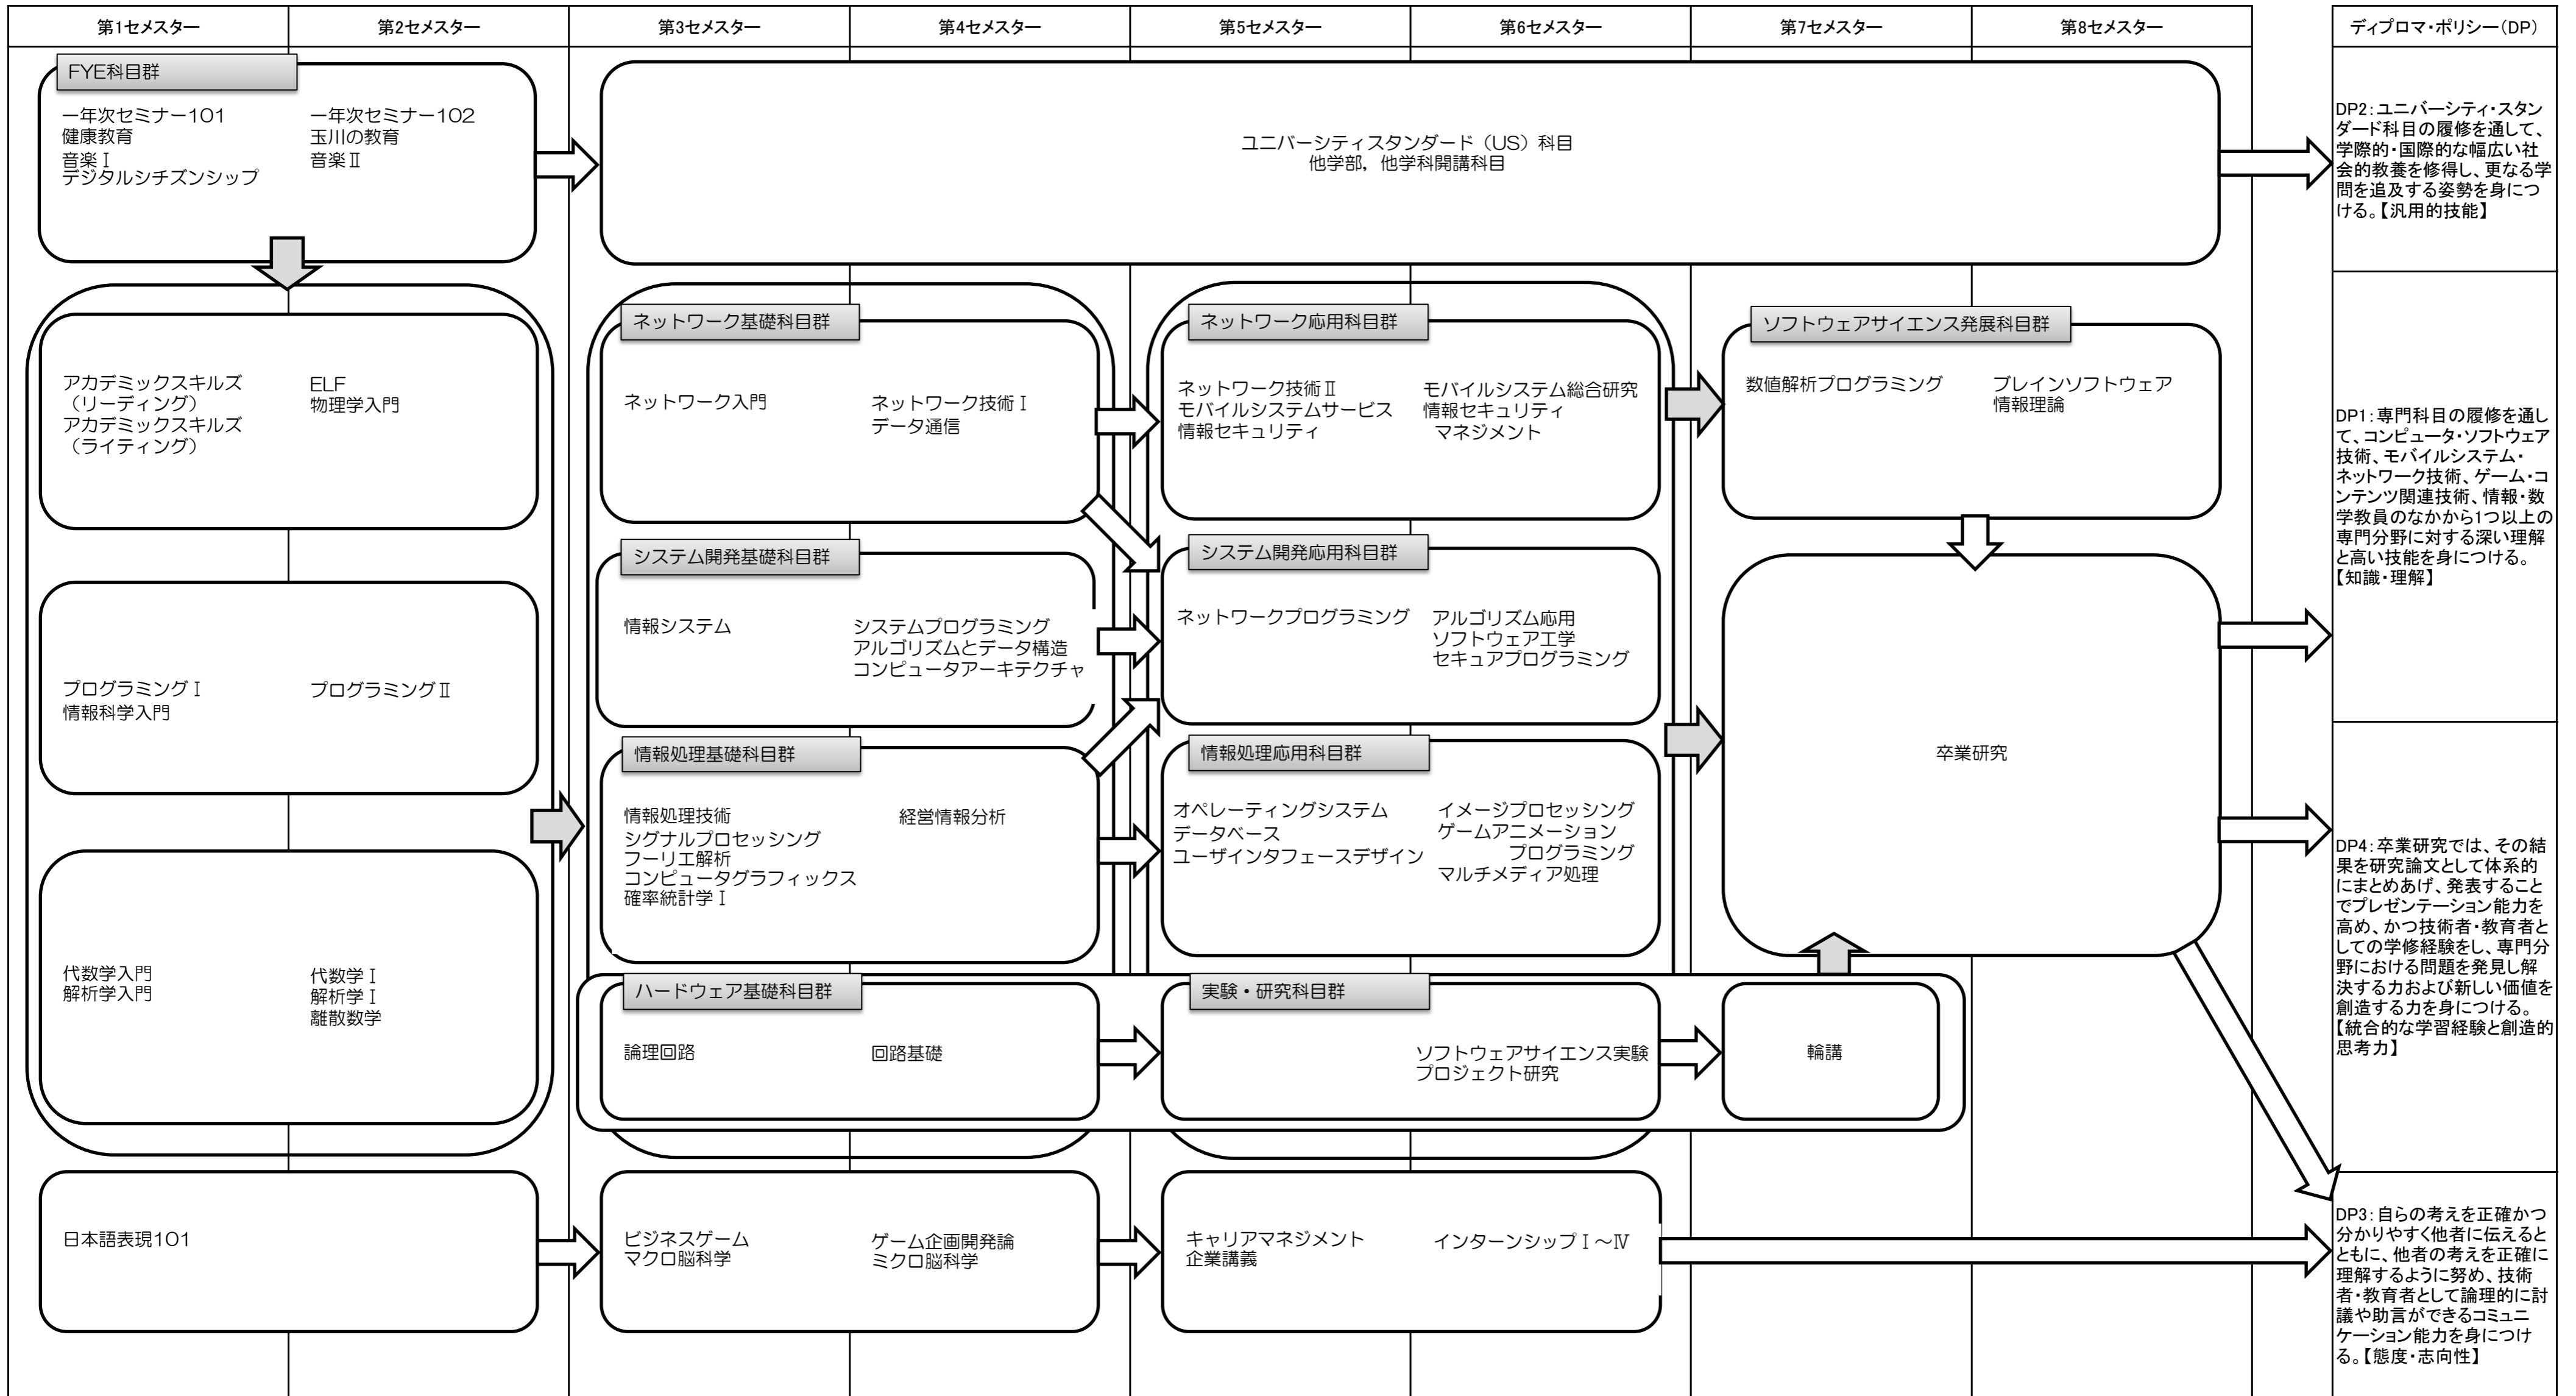 第1セメスター
第2セメスター
第3セメスター
第4セメスター
第5セメスター
第6セメスター
第7セメスター
第8セメスター
ディプロマ・ポリシー(DP)
FYE科目群
一年次セミナー101
健康教育
音楽Ⅰ
デジタルシチズンシップ
一年次セミナー102
玉川の教育
音楽Ⅱ
ユニバーシティスタンダード（US）科目
他学部，他学科開講科目
DP2：ユニバーシティ・スタン
ダード科目の履修を通して、
学際的・国際的な幅広い社
会的教養を修得し、更なる学
問を追及する姿勢を身につ
ける。【汎用的技能】
アカデミックスキルズ
（リーディング）
アカデミックスキルズ
（ライティング）
ELF
物理学入門
ネットワーク基礎科目群
ネットワーク入門
ネットワーク技術Ⅰ
データ通信
ネットワーク応用科目群
ネットワーク技術Ⅱ
モバイルシステムサービス
情報セキュリティ
モバイルシステム総合研究
情報セキュリティ
マネジメント
ソフトウェアサイエンス発展科目群
数値解析プログラミング
ブレインソフトウェア
情報理論
DP1：専門科目の履修を通し
て、コンピュータ・ソフトウェア
技術、モバイルシステム・
ネットワーク技術、ゲーム・コ
ンテンツ関連技術、情報・数
学教員のなかから1つ以上の
専門分野に対する深い理解
と高い技能を身につける。
【知識・理解】
プログラミングⅠ
情報科学入門
プログラミングⅡ
システム開発基礎科目群
情報システム
システムプログラミング
アルゴリズムとデータ構造
コンピュータアーキテクチャ
システム開発応用科目群
ネットワークプログラミング
アルゴリズム応用
ソフトウェア工学
セキュアプログラミング
卒業研究
情報処理基礎科目群
情報処理技術
シグナルプロセッシング
フーリエ解析
コンピュータグラフィックス
確率統計学Ⅰ
経営情報分析
情報処理応用科目群
オペレーティングシステム
データベース
ユーザインタフェースデザイン
イメージプロセッシング
ゲームアニメーション
プログラミング
マルチメディア処理
DP4：卒業研究では、その結
果を研究論文として体系的
にまとめあげ、発表すること
でプレゼンテーション能力を
高め、かつ技術者・教育者と
しての学修経験をし、専門分
野における問題を発見し解
決する力および新しい価値を
創造する力を身につける。
【統合的な学習経験と創造的
思考力】
代数学入門
解析学入門
代数学Ⅰ
解析学Ⅰ
離散数学
ハードウェア基礎科目群
論理回路
回路基礎
実験・研究科目群
ソフトウェアサイエンス実験
プロジェクト研究
輪講
日本語表現101
ビジネスゲーム
マクロ脳科学
ゲーム企画開発論
ミクロ脳科学
キャリアマネジメント
企業講義
インターンシップⅠ～Ⅳ
DP3：自らの考えを正確かつ
分かりやすく他者に伝えると
ともに、他者の考えを正確に
理解するように努め、技術
者・教育者として論理的に討
議や助言ができるコミュニ
ケーション能力を身につけ
る。【態度・志向性】